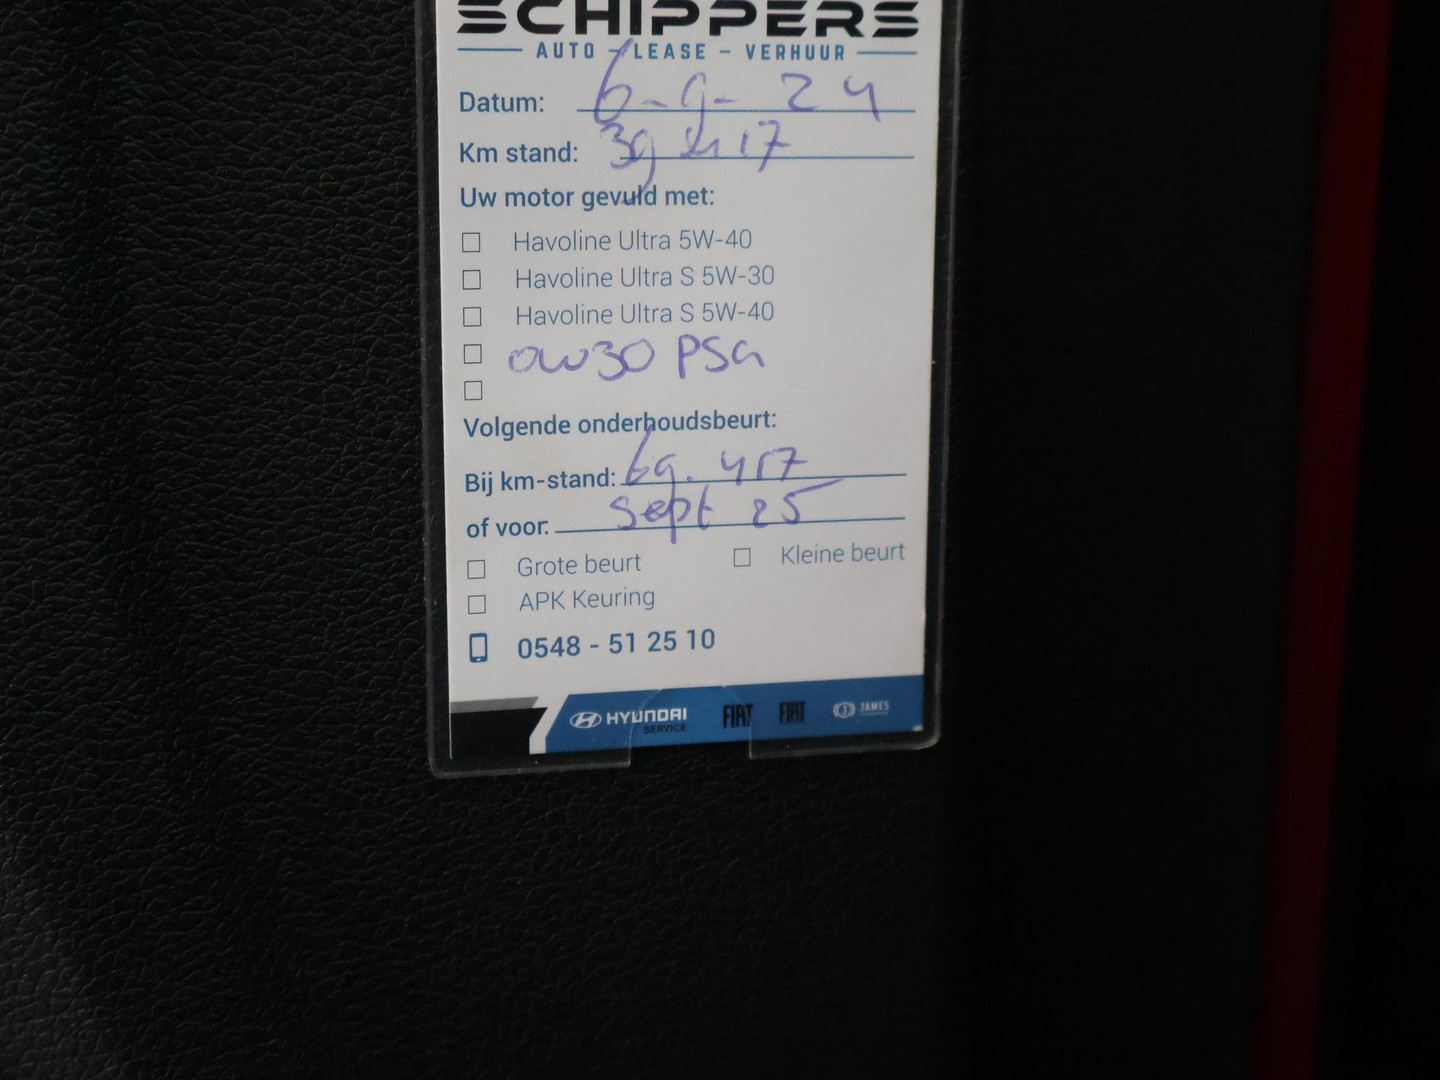 SCHIPPERS
AUTO - LEASE - VERHUUR
Datum: 6-9-24
Km stand: 39 417
Uw motor gevuld met:
☐ Havoline Ultra 5W-40
☐ Havoline Ultra S 5W-30
☐ Havoline Ultra S 5W-40
☐ 0W30 PSA
☐
Volgende onderhoudsbeurt:
Bij km-stand: 69.417
of voor: sept 25
☐ Grote beurt ☐ Kleine beurt
☐ APK Keuring
0548 - 51 25 10
HYUNDAI SERVICE FIAT FIAT JAMES